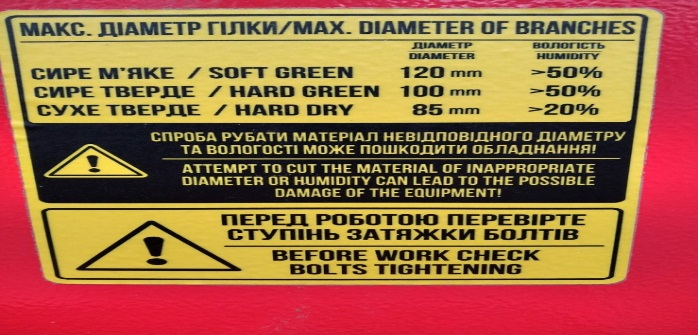 МАКС. ДІАМЕТР ГІЛКИ/MAX. DIAMETER OF BRANCHES
ДІАМЕТР ВОЛОГІСТЬ
DIAMETER HUMIDITY
СИРЕ М'ЯКЕ / SOFT GREEN 120 mm >50%
СИРЕ ТВЕРДЕ / HARD GREEN 100 mm >50%
СУХЕ ТВЕРДЕ / HARD DRY 85 mm >20%
СПРОБА РУБАТИ МАТЕРІАЛ НЕВІДПОВІДНОГО ДІАМЕТРУ
ТА ВОЛОГОСТІ МОЖЕ ПОШКОДИТИ ОБЛАДНАННЯ!
ATTEMPT TO CUT THE MATERIAL OF INAPPROPRIATE
DIAMETER OR HUMIDITY CAN LEAD TO THE POSSIBLE
DAMAGE OF THE EQUIPMENT!
ПЕРЕД РОБОТОЮ ПЕРЕВІРТЕ
СТУПІНЬ ЗАТЯЖКИ БОЛТІВ
BEFORE WORK CHECK
BOLTS TIGHTENING